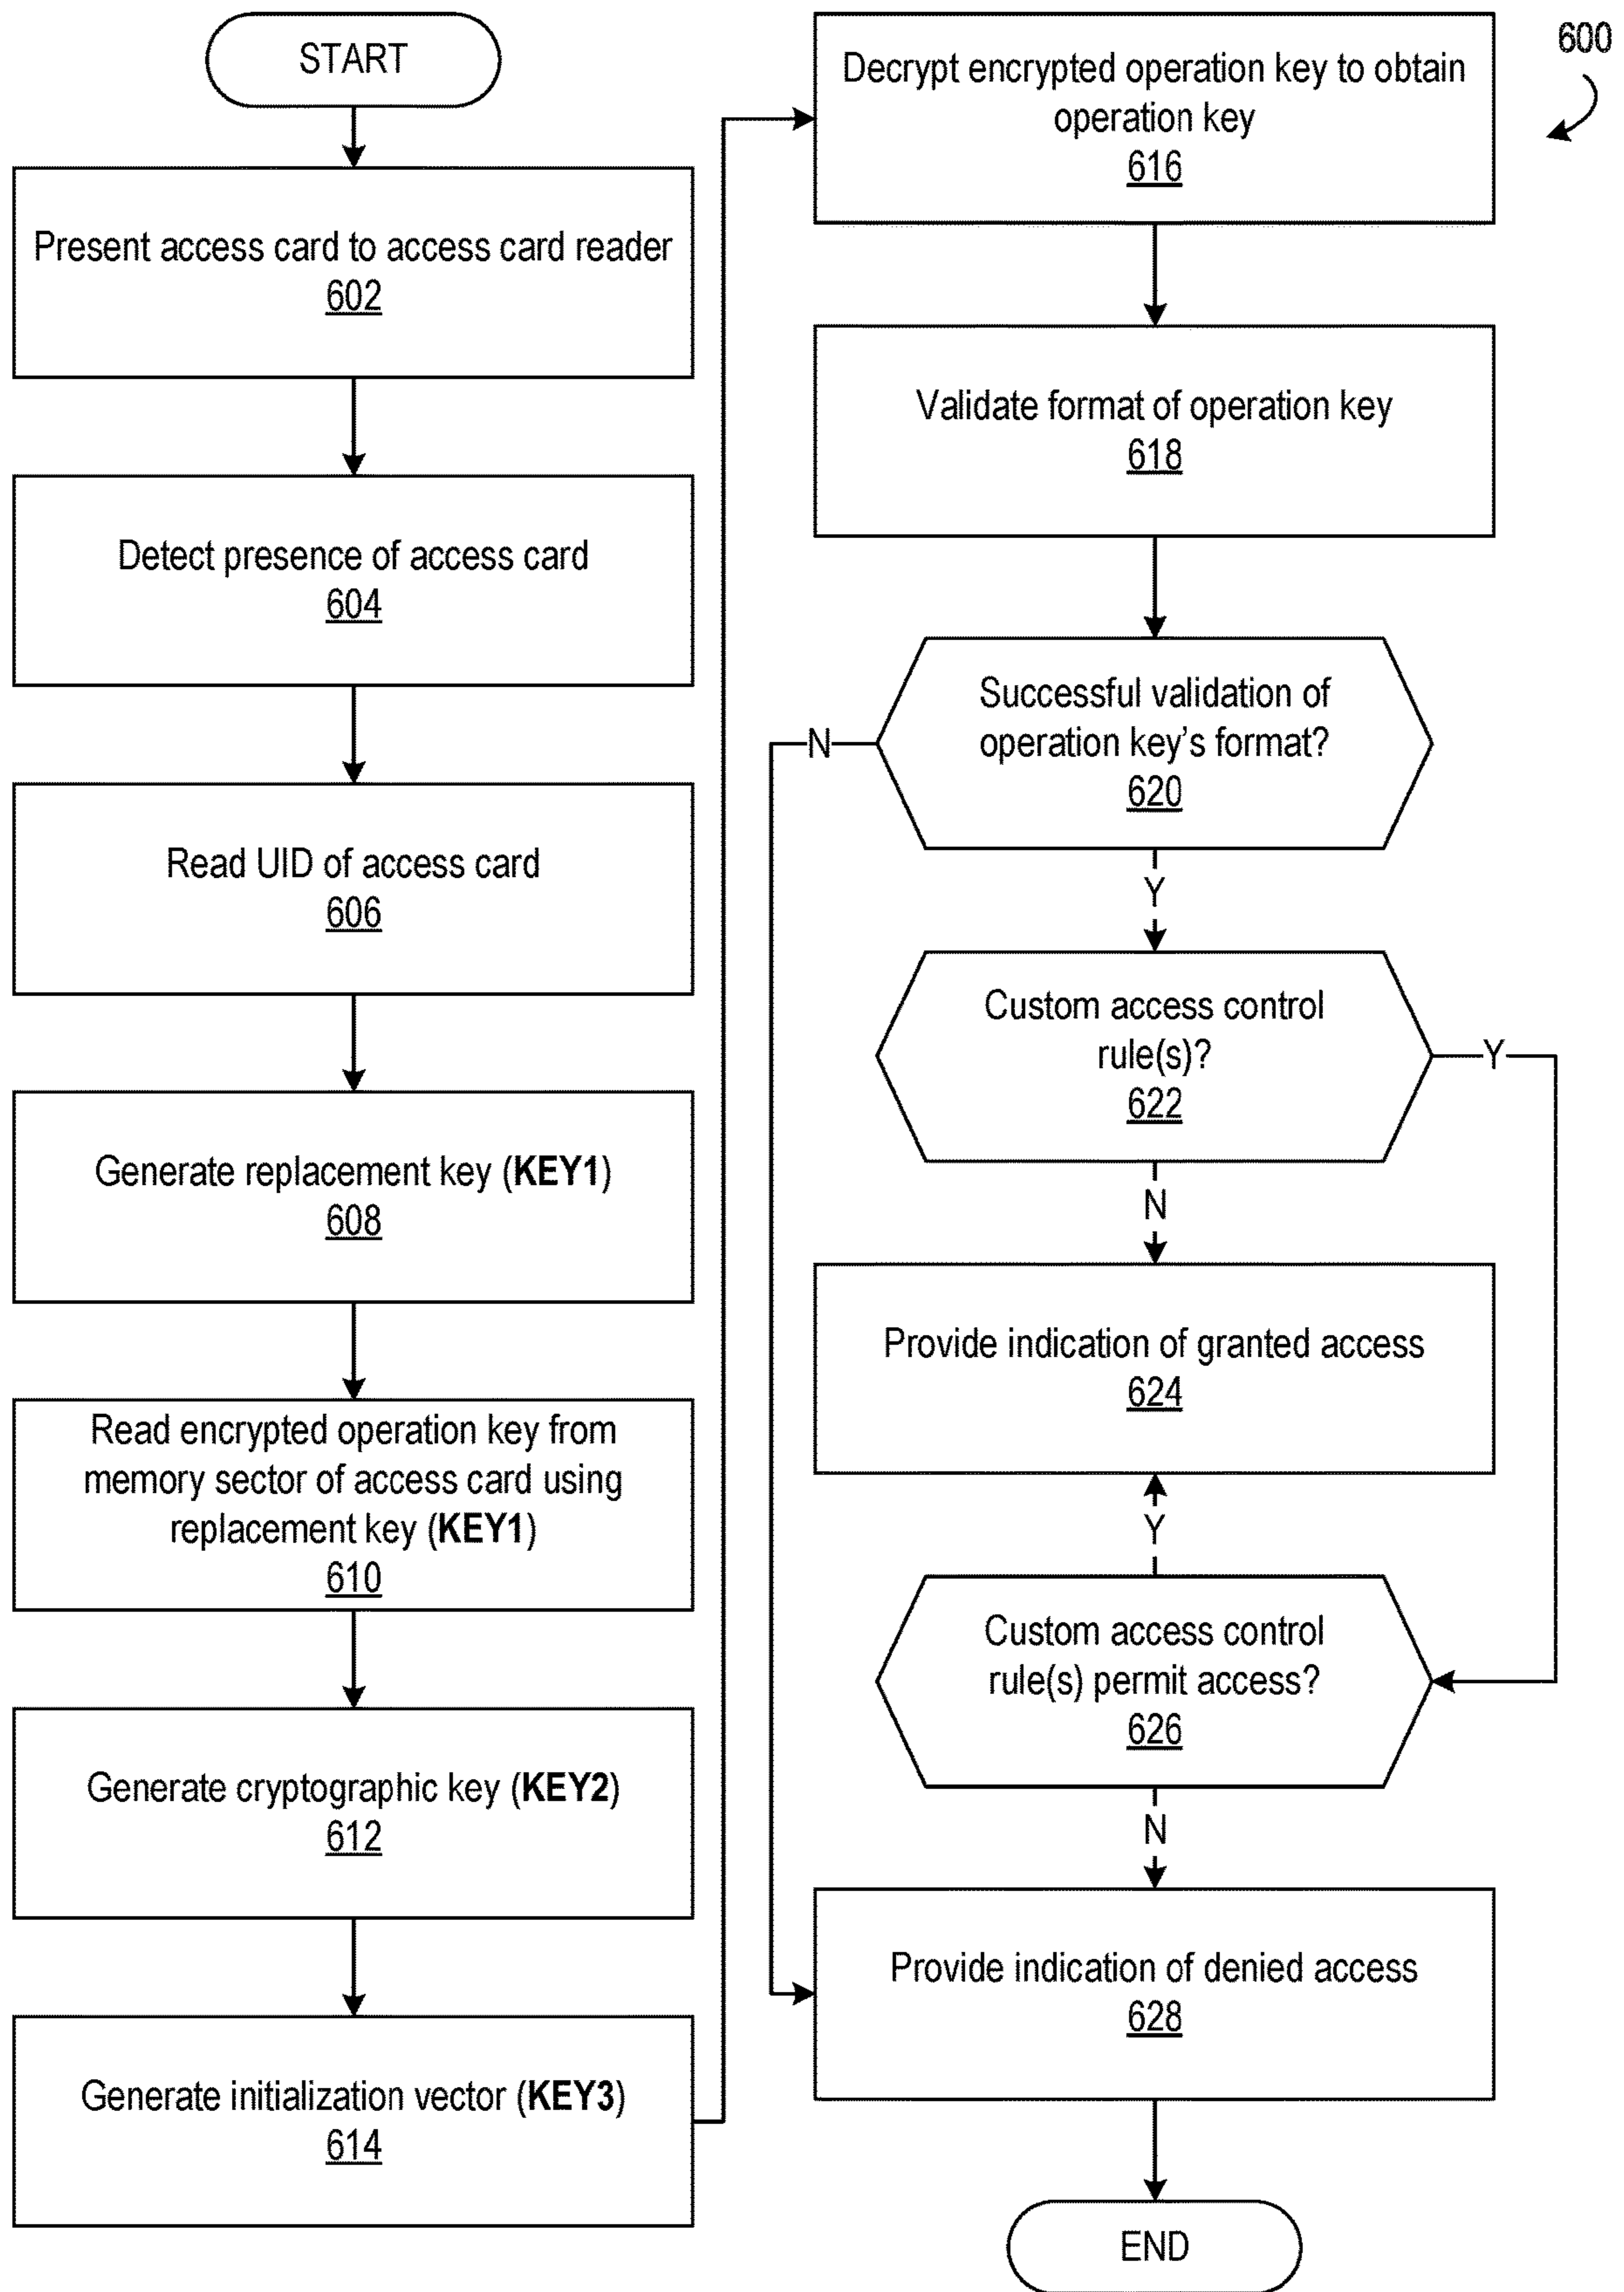 START
Present access card to access card reader
602
Detect presence of access card
604
Read UID of access card
606
Generate replacement key (KEY1)
608
Read encrypted operation key from
memory sector of access card using
replacement key (KEY1)
610
Generate cryptographic key (KEY2)
612
Generate initialization vector (KEY3)
614
600
Decrypt encrypted operation key to obtain
operation key
616
Validate format of operation key
618
Successful validation of
operation key's format?
620
N
Y
Custom access control
rule(s)?
622
Y
N
Provide indication of granted access
624
Y
Custom access control
rule(s) permit access?
626
N
Provide indication of denied access
628
END